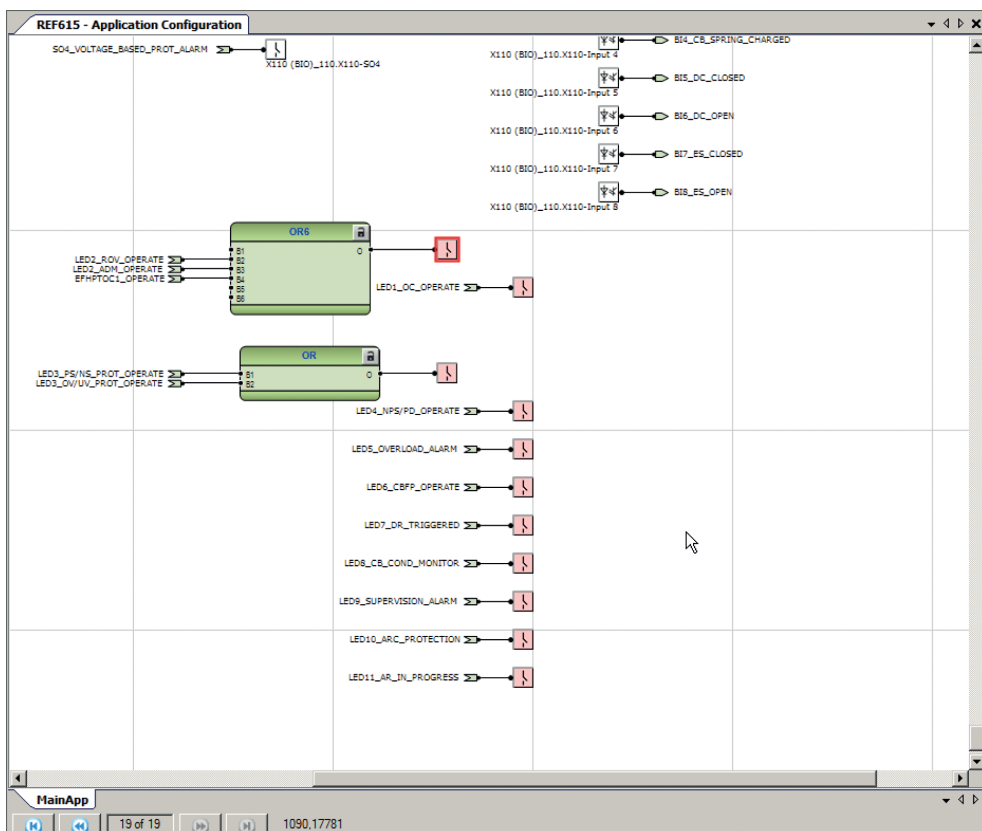 REF615 - Application Configuration
SO4_VOLTAGE_BASED_PROT_ALARM
X110 (BIO)_110.X110-SO4
BI4_CB_SPRING_CHARGED
X110 (BIO)_110.X110-Input 4
BI5_DC_CLOSED
X110 (BIO)_110.X110-Input 5
BI6_DC_OPEN
X110 (BIO)_110.X110-Input 6
BI7_ES_CLOSED
X110 (BIO)_110.X110-Input 7
BI8_ES_OPEN
X110 (BIO)_110.X110-Input 8
OR6
B1 O
LED2_ROV_OPERATE B2
LED2_ADM_OPERATE B3
EFHPTOC1_OPERATE B4
B5
B6
LED1_OC_OPERATE
OR
LED3_PS/NS_PROT_OPERATE B1 O
LED3_OV/UV_PROT_OPERATE B2
LED4_NPS/PD_OPERATE
LED5_OVERLOAD_ALARM
LED6_CBFP_OPERATE
LED7_DR_TRIGGERED
LED8_CB_COND_MONITOR
LED9_SUPERVISION_ALARM
LED10_ARC_PROTECTION
LED11_AR_IN_PROGRESS
MainApp
19 of 19 1090,17781